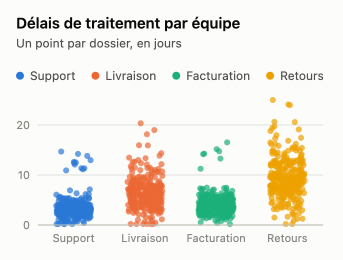 Délais de traitement par équipe
Un point par dossier, en jours
Support Livraison Facturation Retours
20
10
0
Support Livraison Facturation Retours